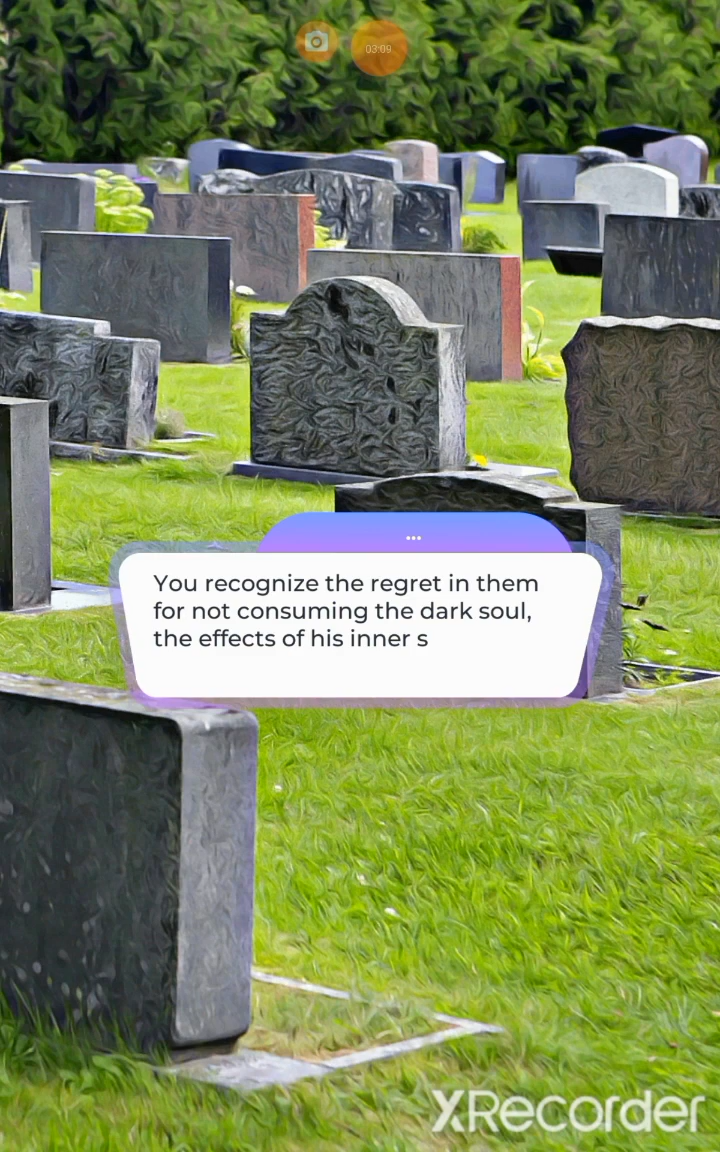 03:09
...
You recognize the regret in them
for not consuming the dark soul,
the effects of his inner s
XRecorder